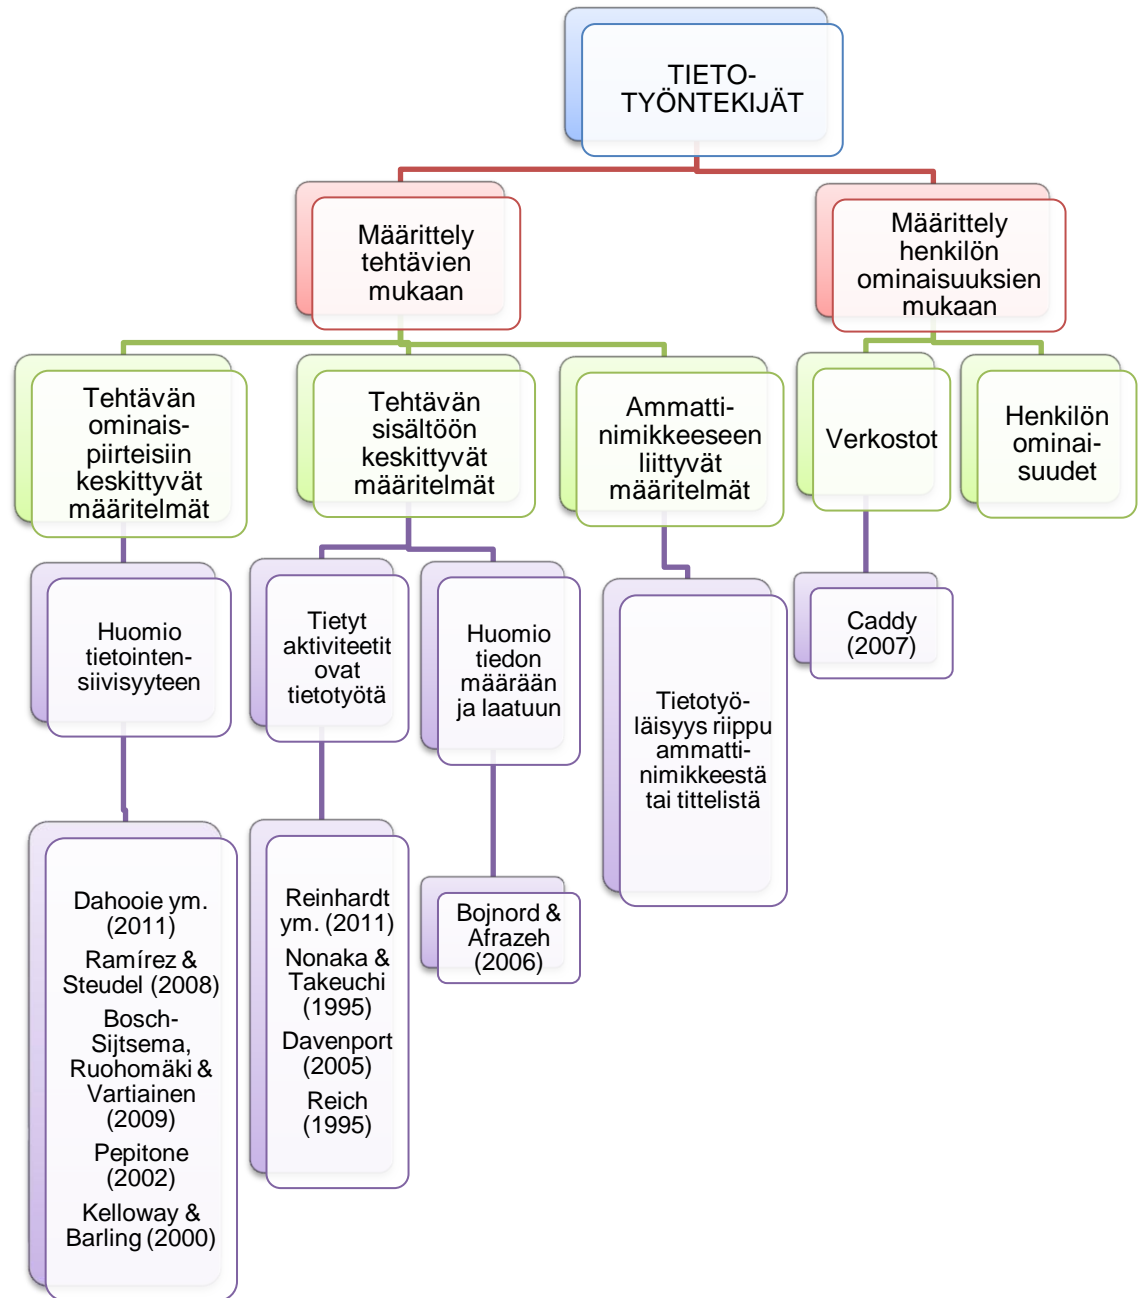 TIETO-
TYÖNTEKIJÄT
Määrittely
tehtävien
mukaan
Määrittely
henkilön
ominaisuuksien
mukaan
Tehtävän
ominais-
piirteisiin
keskittyvät
määritelmät
Tehtävän
sisältöön
keskittyvät
määritelmät
Ammatti-
nimikkeeseen
liittyvät
määritelmät
Verkostot
Henkilön
ominai-
suudet
Huomio
tietointen-
siivisyyteen
Tietyt
aktiviteetit
ovat
tietotyötä
Huomio
tiedon
määrään
ja laatuun
Tietotyö-
läisyys riippu
ammatti-
nimikkeestä
tai tittelistä
Caddy
(2007)
Dahooie ym.
(2011)
Ramírez &
Steudel (2008)
Bosch-
Sijtsema,
Ruohomäki &
Vartiainen
(2009)
Pepitone
(2002)
Kelloway &
Barling (2000)
Reinhardt
ym. (2011)
Nonaka &
Takeuchi
(1995)
Davenport
(2005)
Reich
(1995)
Bojnord &
Afrazeh
(2006)